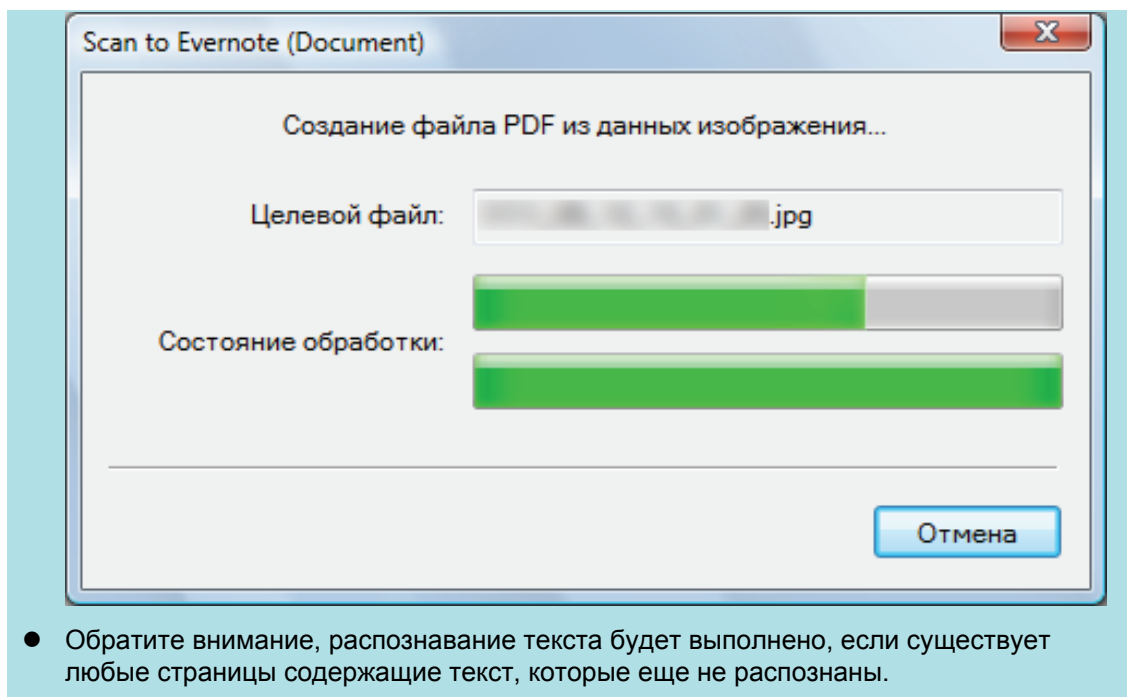 Scan to Evernote (Document)
Создание файла PDF из данных изображения...
Целевой файл: .jpg
Состояние обработки:
Отмена
● Обратите внимание, распознавание текста будет выполнено, если существует
любые страницы содержащие текст, которые еще не распознаны.